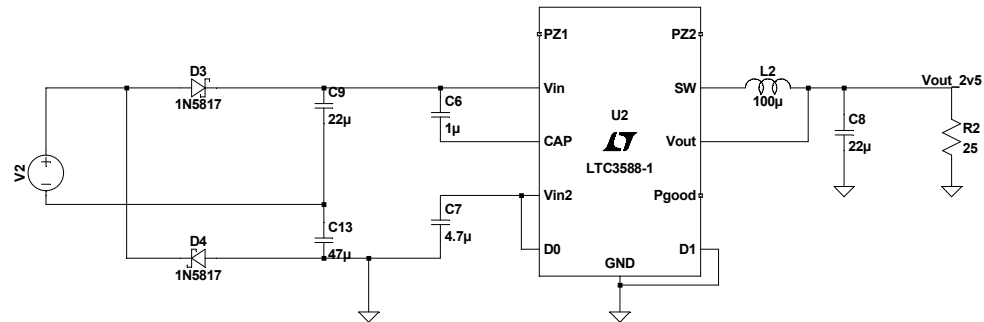 PZ1
PZ2
D3
1N5817
C9
22µ
C6
1µ
Vin
SW
L2
100µ
Vout_2v5
CAP
U2
LTC3588-1
Vout
C8
22µ
R2
25
V2
Vin2
Pgood
C7
4.7µ
C13
47µ
D4
1N5817
D0
GND
D1